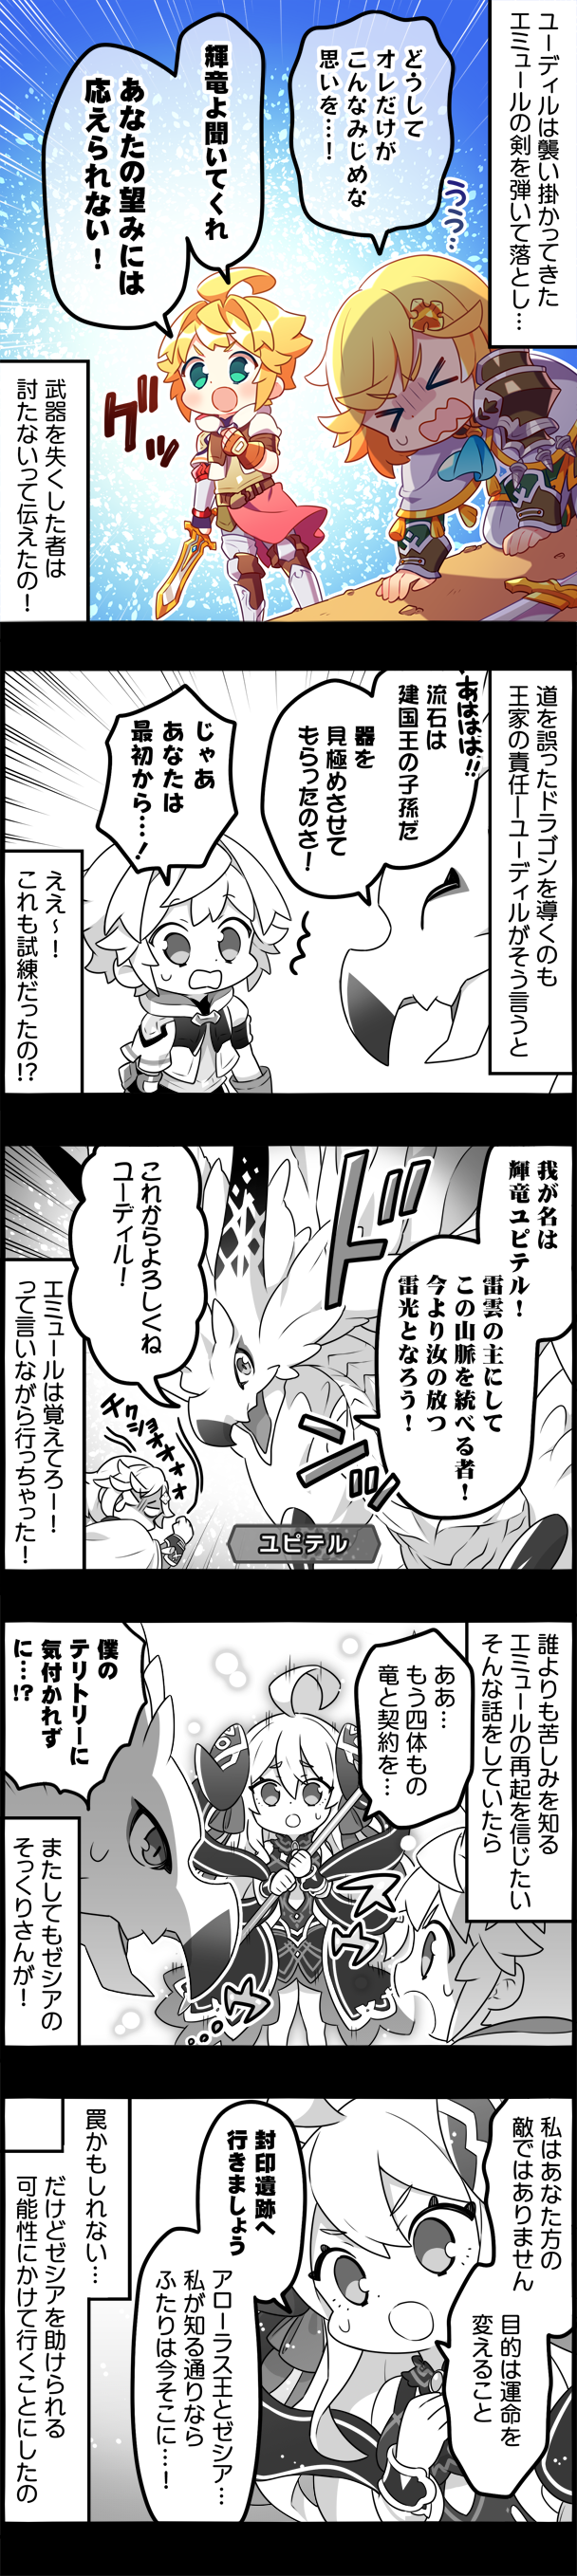 ユーディルは襲い掛かってきた
エミュールの剣を弾いて落とし…
どうして
オレだけが
こんなみじめな
思いを…！
うぅ…
輝竜よ聞いてくれ
あなたの望みには
応えられない！
グッ
武器を失くした者は
討たないって伝えたの！
道を誤ったドラゴンを導くのも
王家の責任ーユーディルがそう言うと
あははは!!
流石は
建国王の子孫だ
器を
見極めさせて
もらったのさ！
じゃあ
あなたは
最初から…！
ええ〜！
これも試練だったの!?
我が名は
輝竜ユピテル！
雷雲の主にして
この山脈を統べる者！
今より汝の放つ
雷光となろう！
ドンッ
これからよろしくね
ユーディル！
チクショオオォォ
ユピテル
エミュールは覚えてろー！
って言いながら行っちゃった！
誰よりも苦しみを知る
エミュールの再起を信じたい
そんな話をしていたら
ああ…
もう四体もの
竜と契約を…
スゥゥ…
僕の
テリトリーに
気付かれず
に…!?
またしてもゼシアの
そっくりさんが！
私はあなた方の
敵ではありません
目的は運命を
変えること
封印遺跡へ
行きましょう
アローラス王とゼシア…
私が知る通りなら
ふたりは今そこに…！
罠かもしれない…
だけどゼシアを助けられる
可能性にかけて行くことにしたの